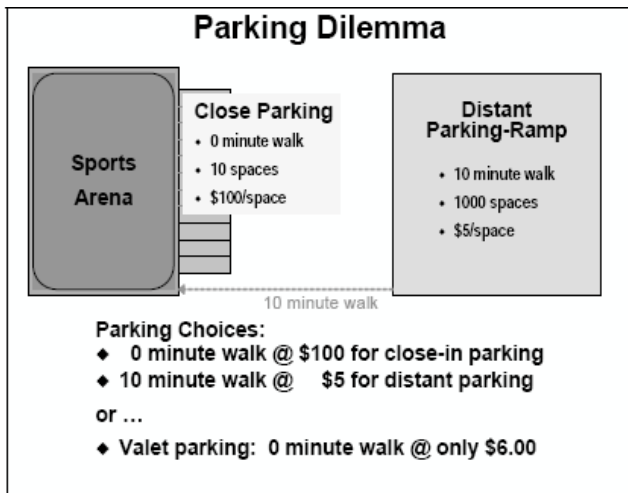 Parking Dilemma
Sports
Arena
Close Parking
• 0 minute walk
• 10 spaces
• $100/space
Distant
Parking-Ramp
• 10 minute walk
• 1000 spaces
• $5/space
10 minute walk
Parking Choices:
◆ 0 minute walk @ $100 for close-in parking
◆ 10 minute walk @ $5 for distant parking
or ...
◆ Valet parking: 0 minute walk @ only $6.00